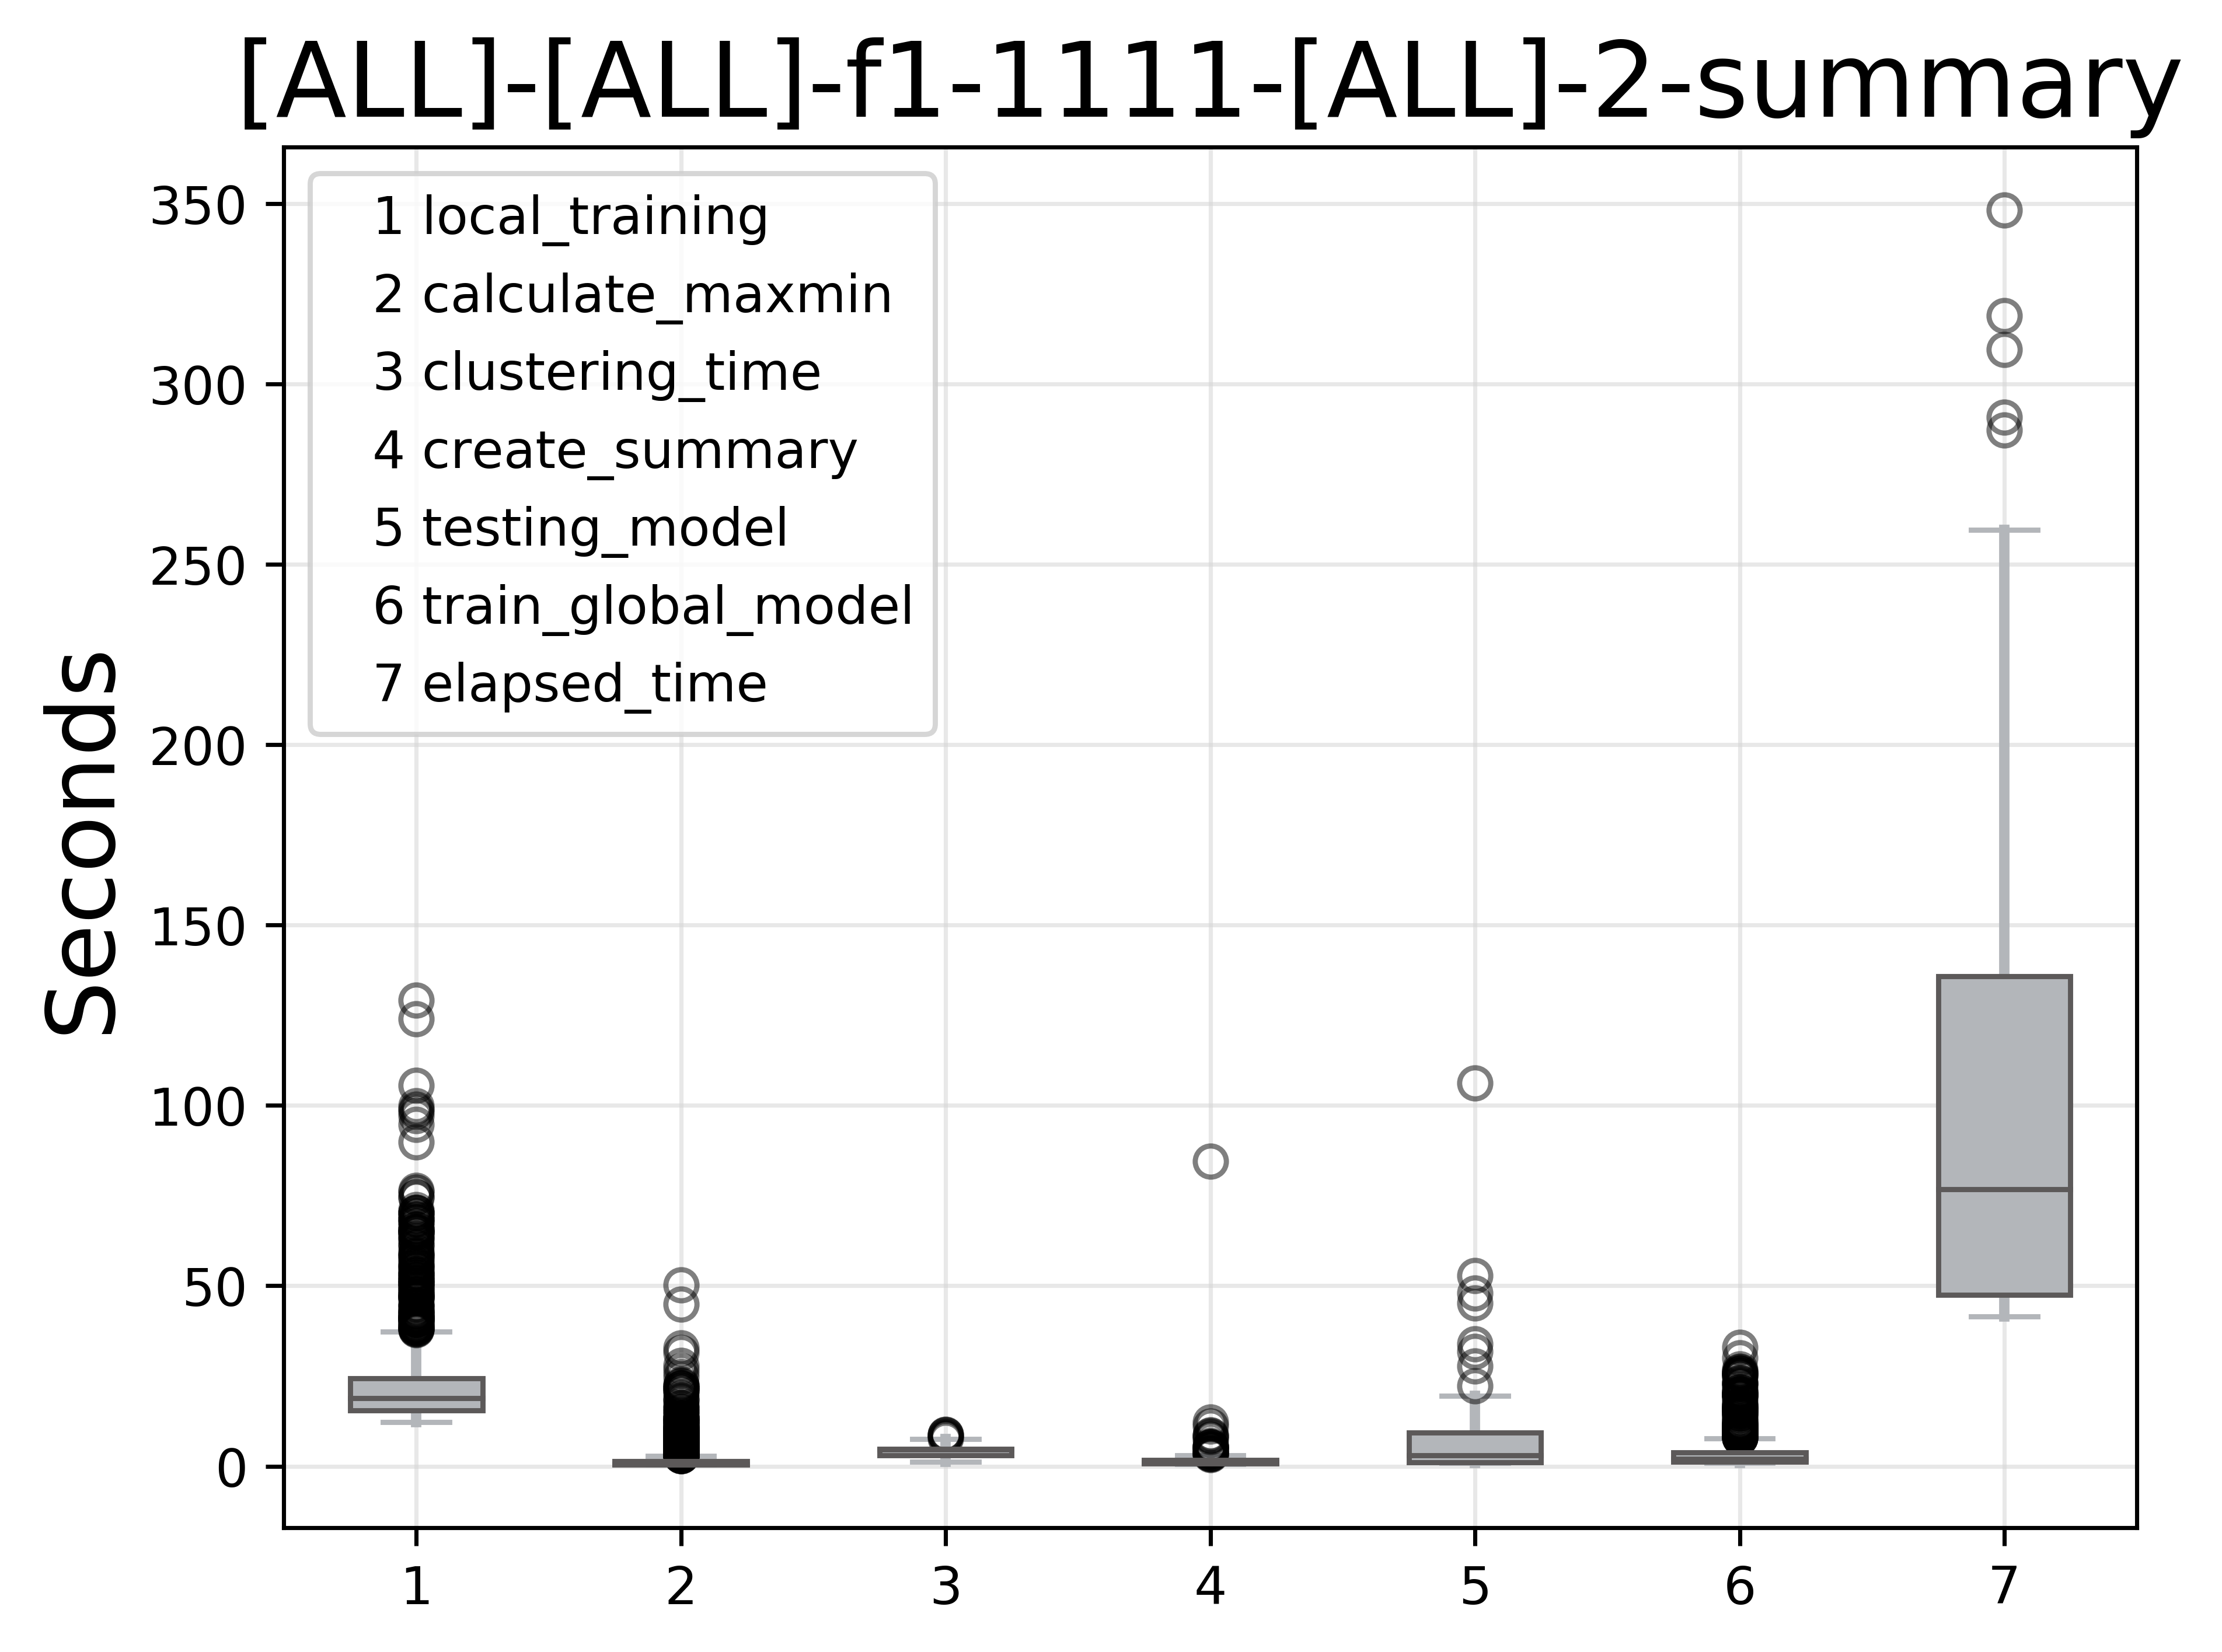 [ALL]-[ALL]-f1-1111-[ALL]-2-summary
Seconds
350
300
250
200
150
100
50
0
1 local_training
2 calculate_maxmin
3 clustering_time
4 create_summary
5 testing_model
6 train_global_model
7 elapsed_time
1 2 3 4 5 6 7